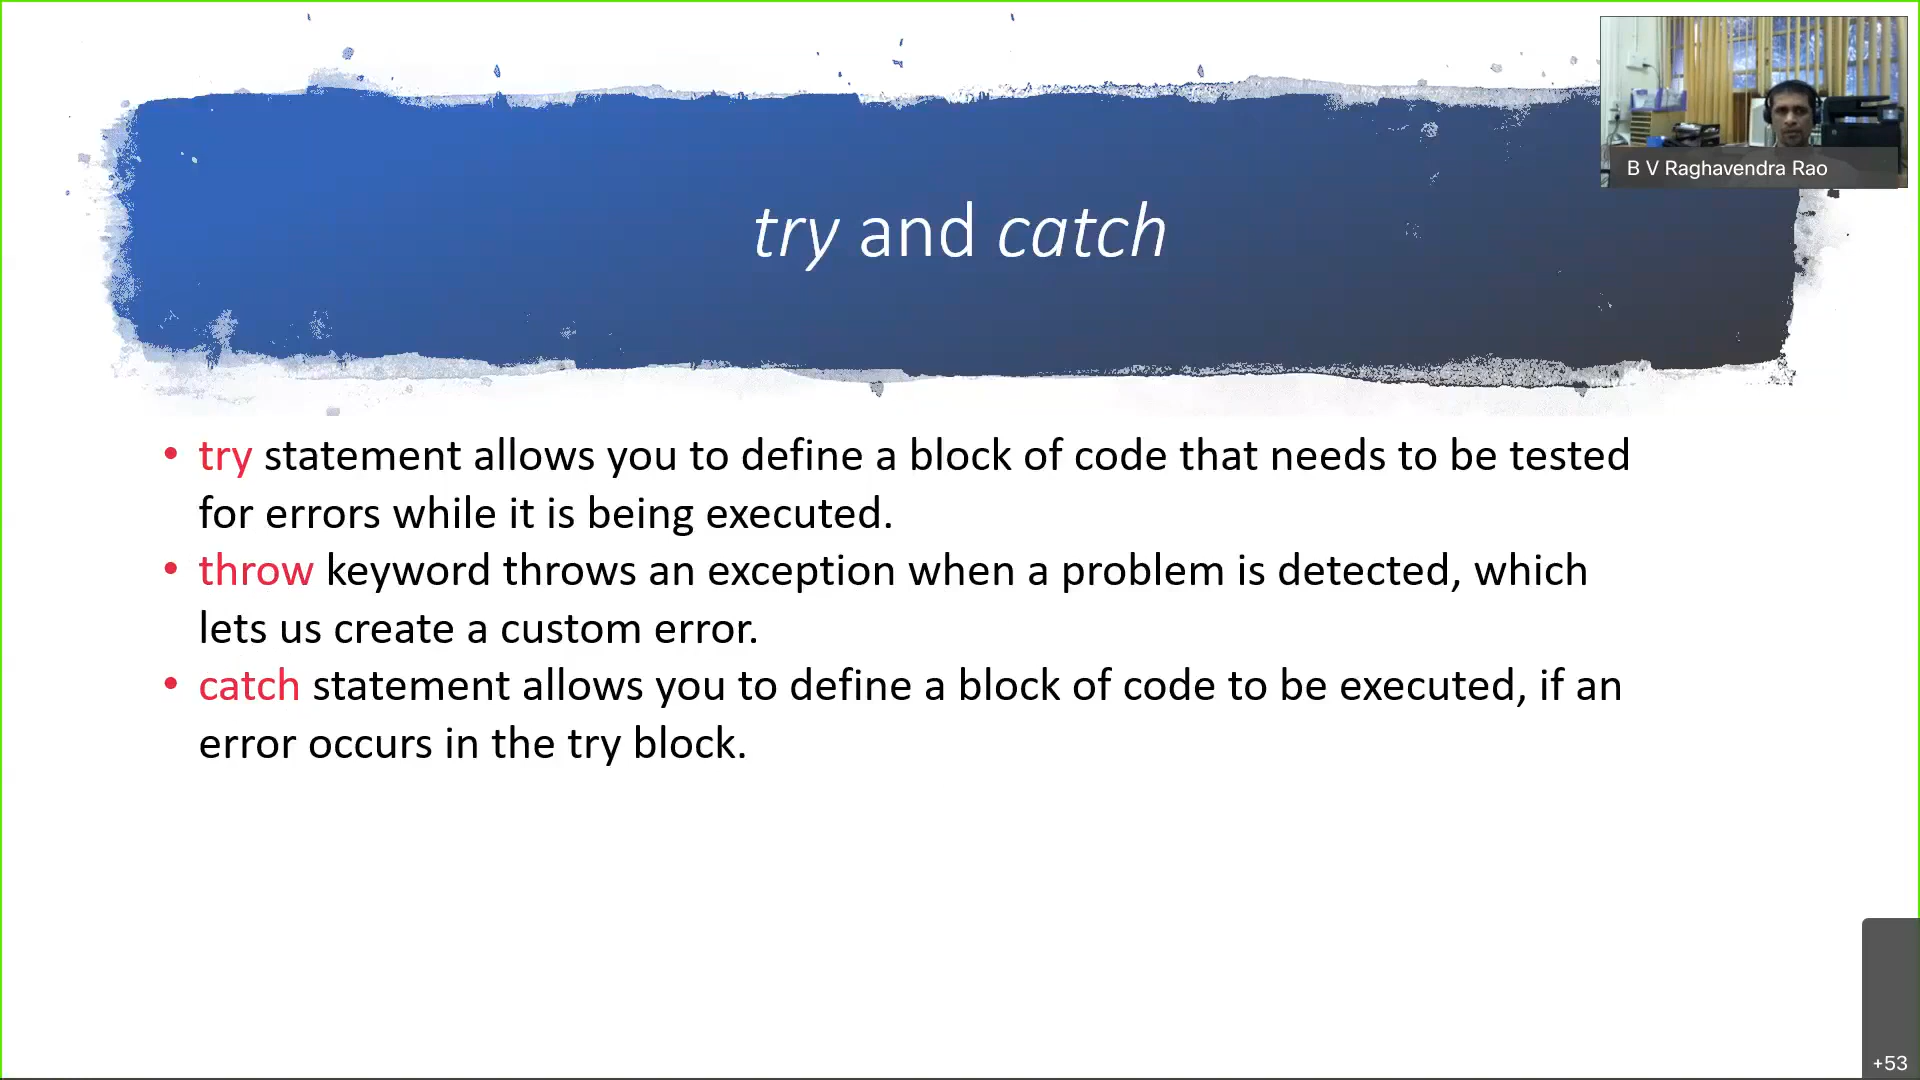 B V Raghavendra Rao
try and catch
• try statement allows you to define a block of code that needs to be tested
for errors while it is being executed.
• throw keyword throws an exception when a problem is detected, which
lets us create a custom error.
• catch statement allows you to define a block of code to be executed, if an
error occurs in the try block.
+53